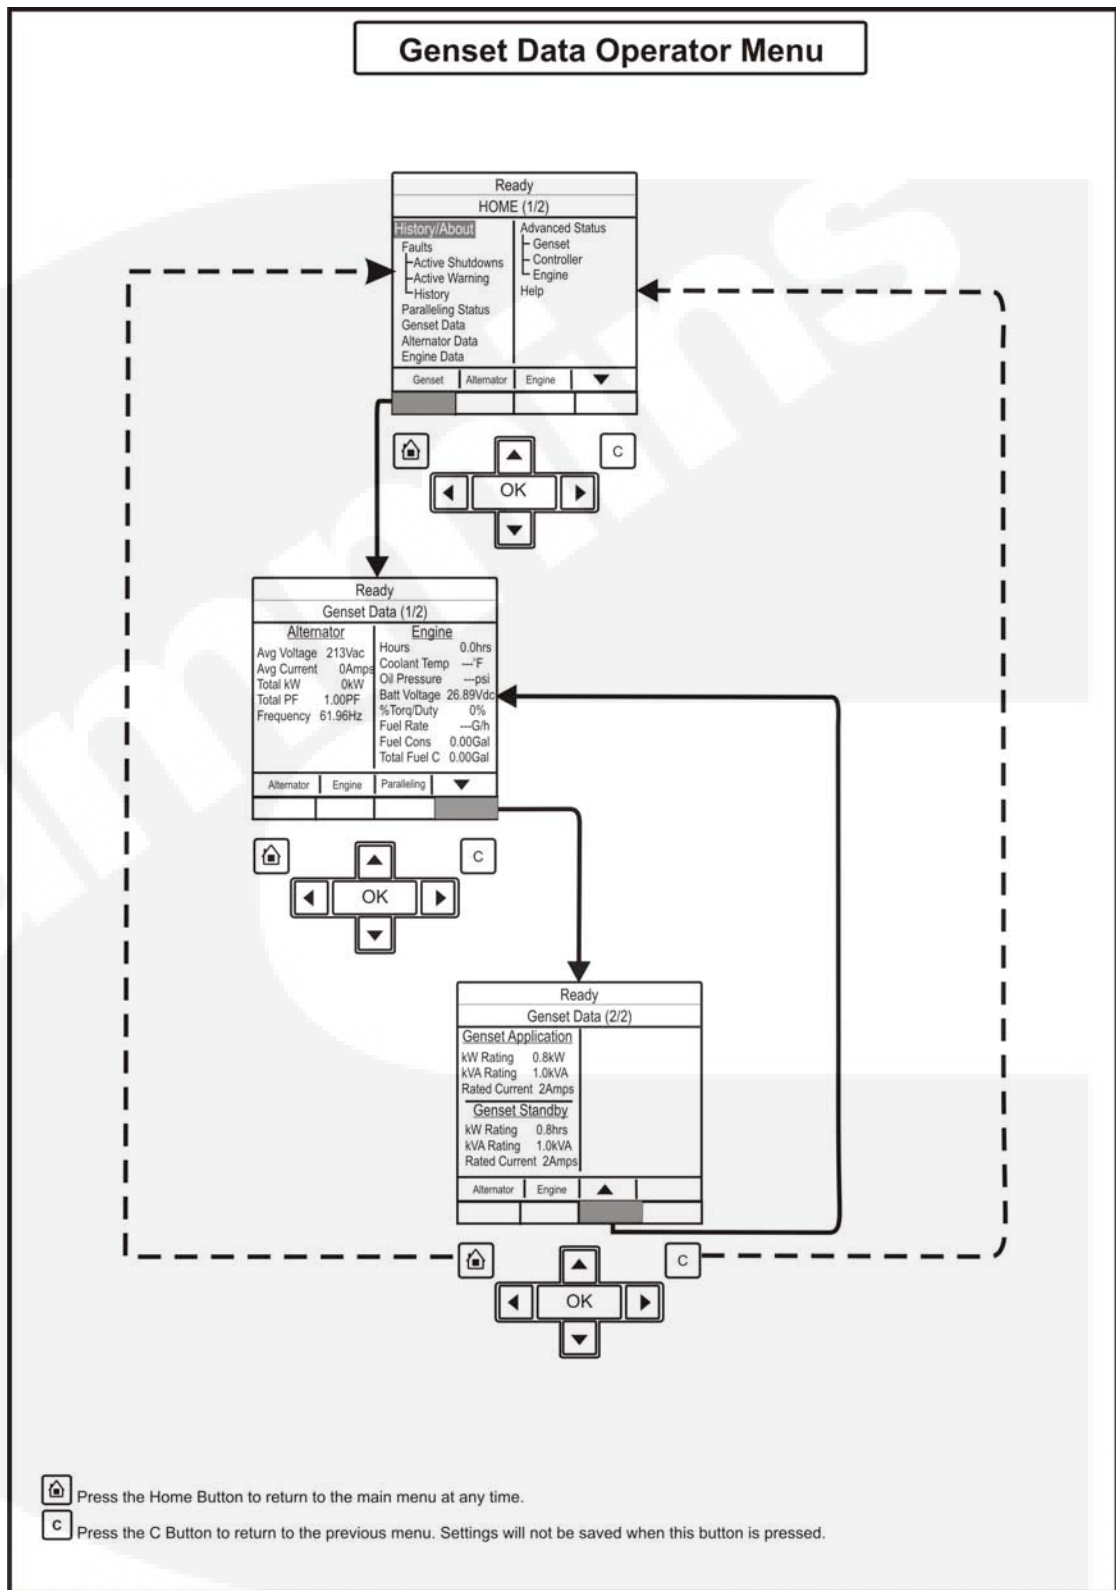 Genset Data Operator Menu
Ready
HOME (1/2)
History/About
Faults
Active Shutdowns
Active Warning
History
Paralleling Status
Genset Data
Alternator Data
Engine Data
Advanced Status
Genset
Controller
Engine
Help
Genset Alternator Engine
C
OK
Ready
Genset Data (1/2)
Alternator
Avg Voltage 213Vac
Avg Current 0Amps
Total kW 0kW
Total PF 1.00PF
Frequency 61.96Hz
Engine
Hours 0.0hrs
Coolant Temp ---°F
Oil Pressure ---psi
Batt Voltage 26.89Vdc
%Torq/Duty 0%
Fuel Rate ---G/h
Fuel Cons 0.00Gal
Total Fuel C 0.00Gal
Alternator Engine Paralleling
C
OK
Ready
Genset Data (2/2)
Genset Application
kW Rating 0.8kW
kVA Rating 1.0kVA
Rated Current 2Amps
Genset Standby
kW Rating 0.8hrs
kVA Rating 1.0kVA
Rated Current 2Amps
Alternator Engine
C
OK
Press the Home Button to return to the main menu at any time.
C Press the C Button to return to the previous menu. Settings will not be saved when this button is pressed.